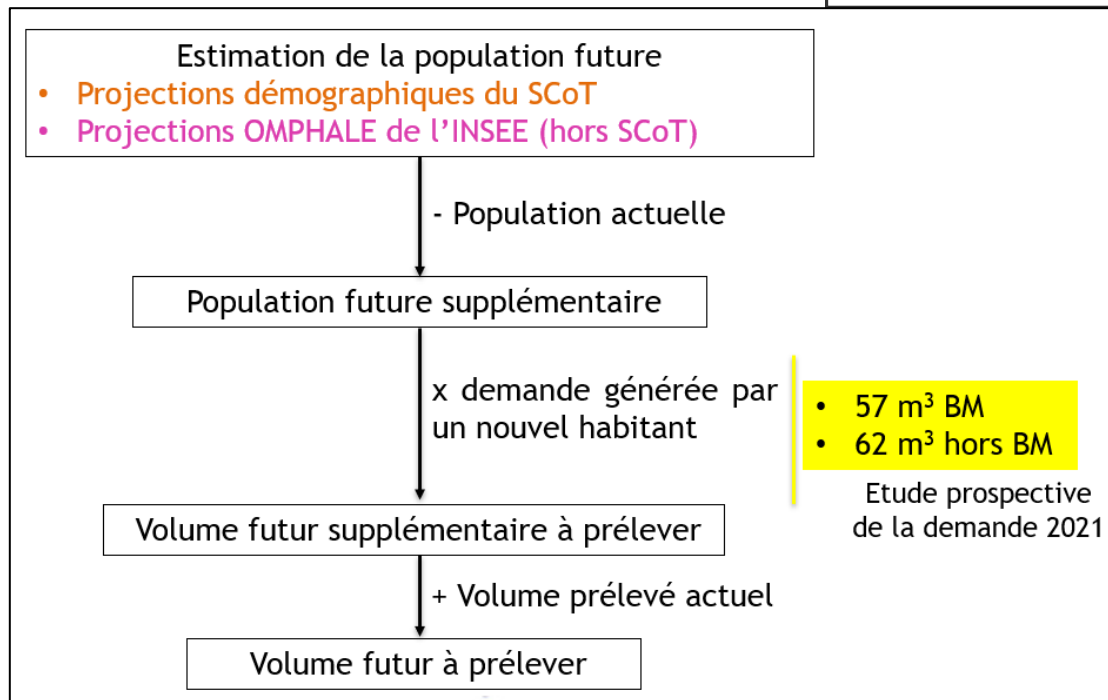 Estimation de la population future
• Projections démographiques du SCoT
• Projections OMPHALE de l’INSEE (hors SCoT)
- Population actuelle
Population future supplémentaire
x demande générée par
un nouvel habitant
• 57 m³ BM
• 62 m³ hors BM
Etude prospective
de la demande 2021
Volume futur supplémentaire à prélever
+ Volume prélevé actuel
Volume futur à prélever